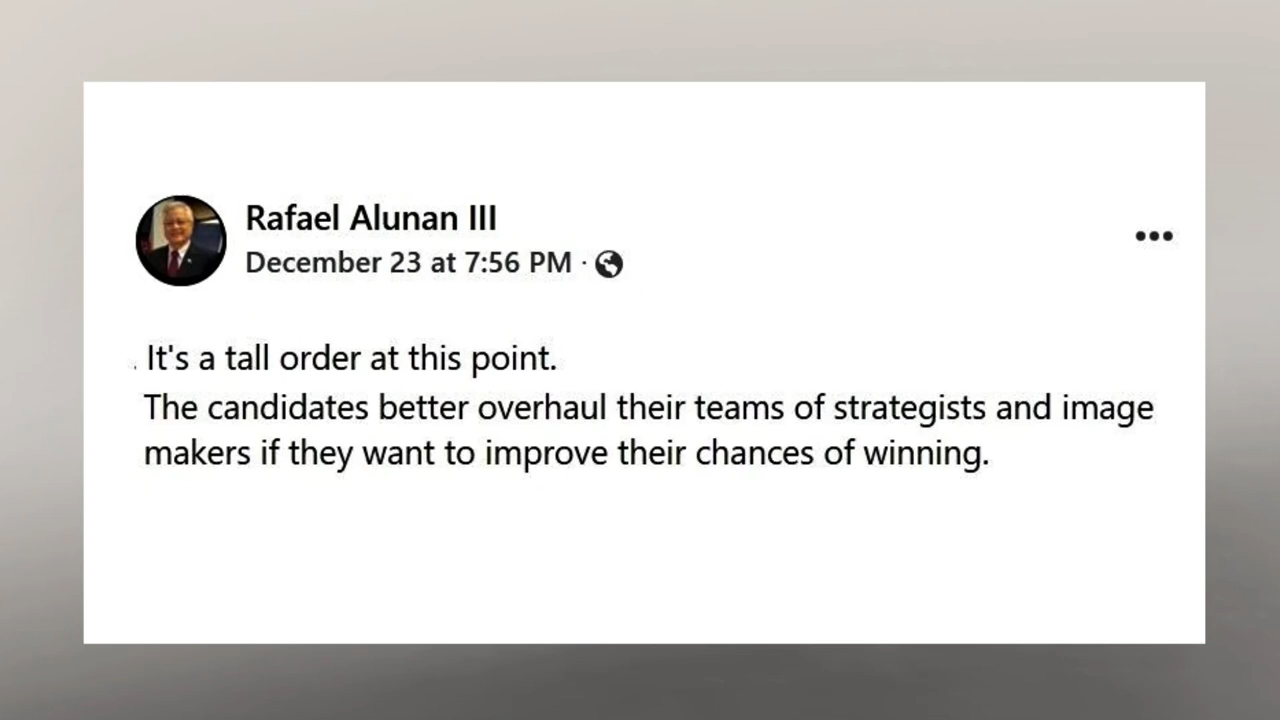 Rafael Alunan III
December 23 at 7:56 PM ·
. It's a tall order at this point.
The candidates better overhaul their teams of strategists and image
makers if they want to improve their chances of winning.